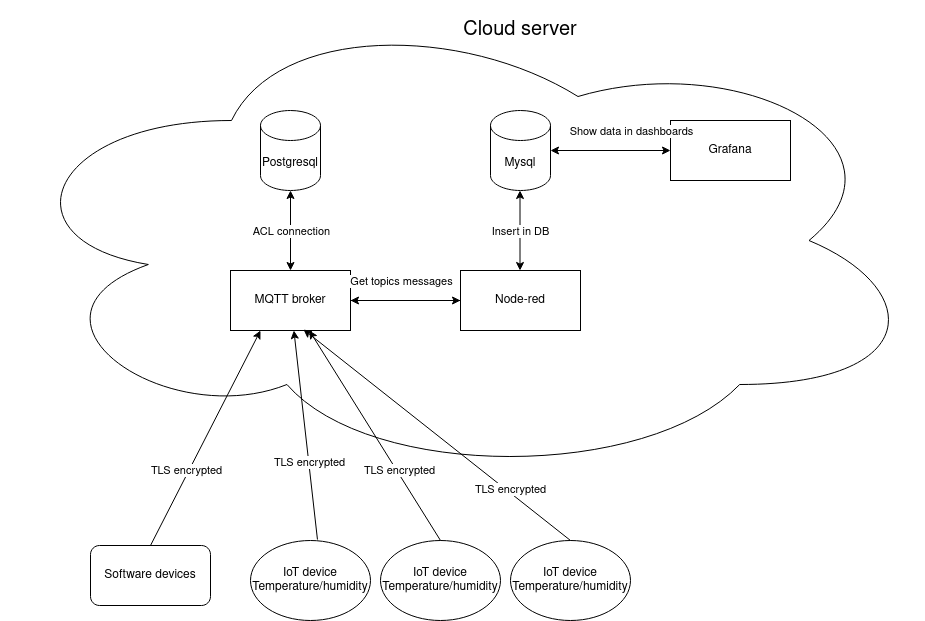 Cloud server
Show data in dashboards
Postgresql
Mysql
Grafana
ACL connection
Insert in DB
Get topics messages
MQTT broker
Node-red
TLS encrypted
TLS encrypted
TLS encrypted
TLS encrypted
Software devices
IoT device
Temperature/humidity
IoT device
Temperature/humidity
IoT device
Temperature/humidity